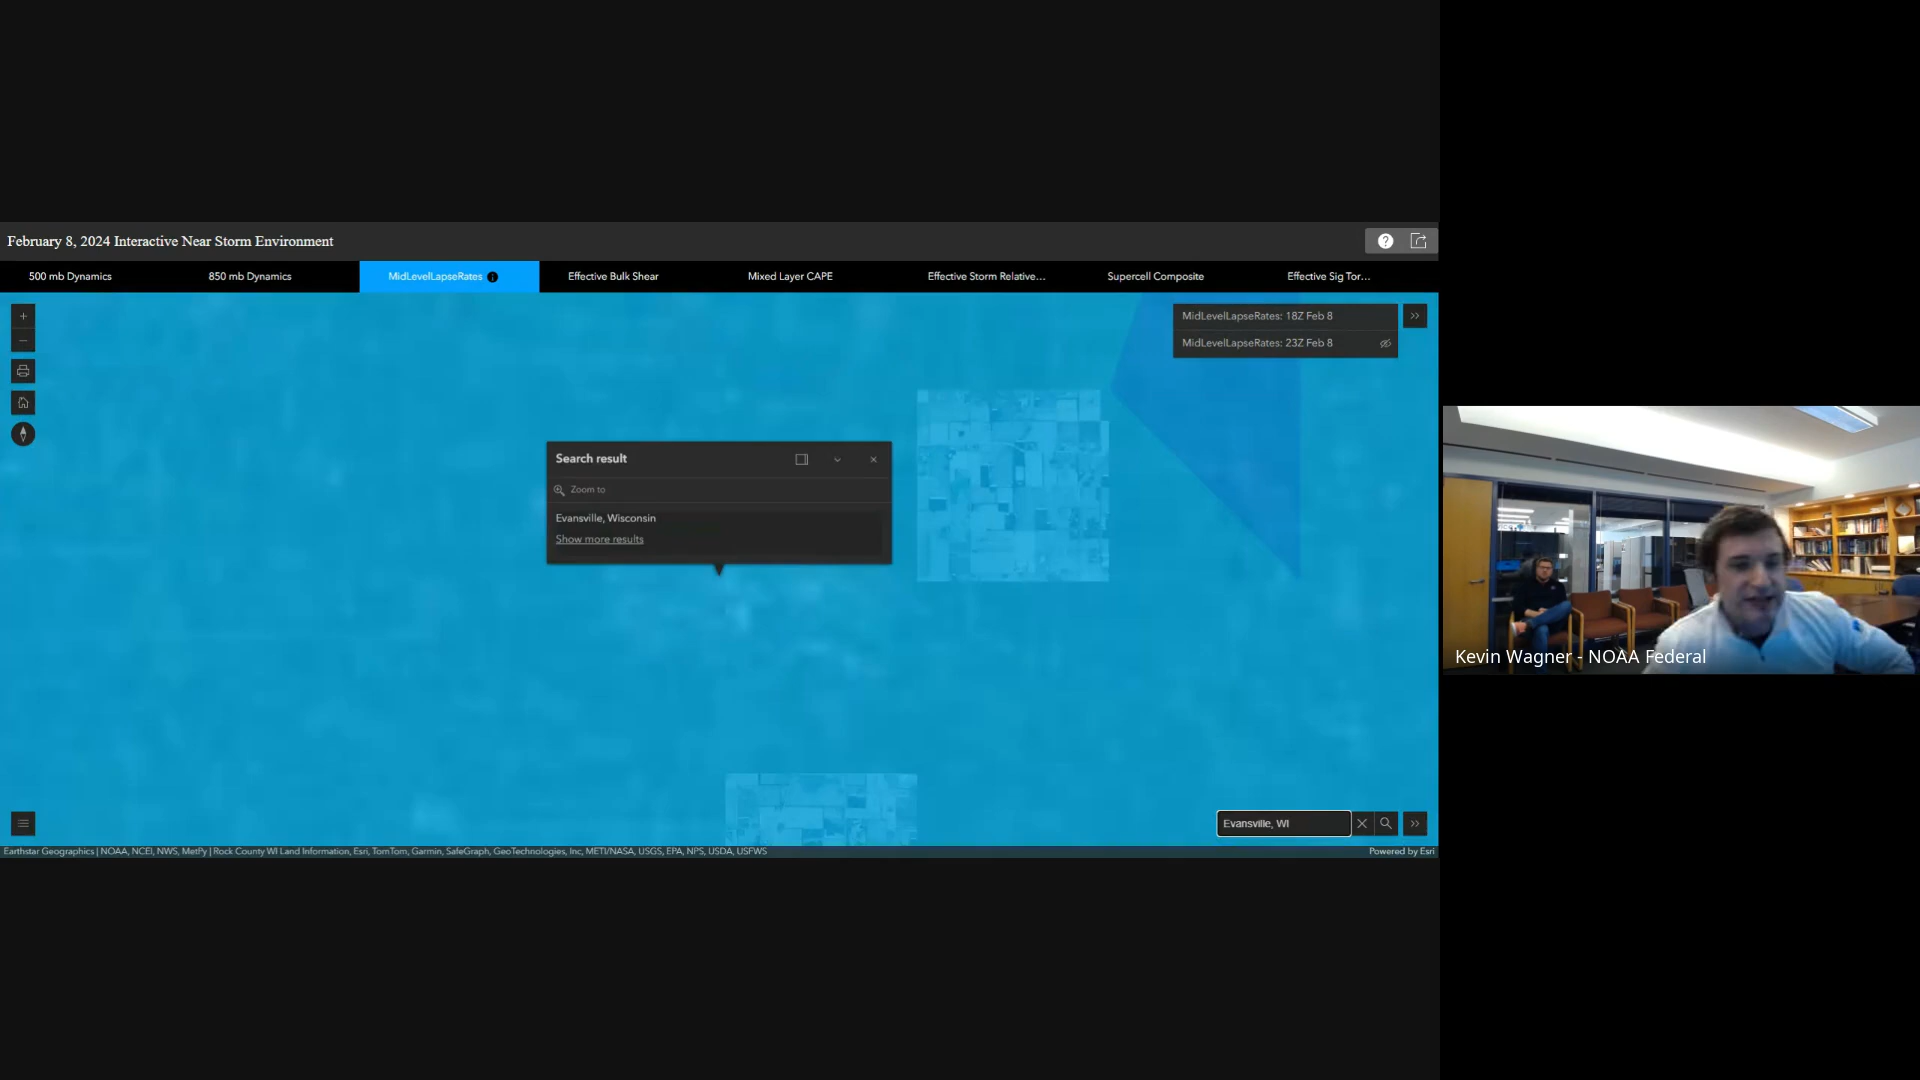 February 8, 2024 Interactive Near Storm Environment
500 mb Dynamics
850 mb Dynamics
MidLevelLapseRates
Effective Bulk Shear
Mixed Layer CAPE
Effective Storm Relative...
Supercell Composite
Effective Sig Tor...
MidLevelLapseRates: 18Z Feb 8
MidLevelLapseRates: 23Z Feb 8
Search result
Zoom to
Evansville, Wisconsin
Show more results
Kevin Wagner - NOAA Federal
Evansville, WI
Earthstar Geographics | NOAA, NCEI, NWS, MetPy | Rock County WI Land Information, Esri, TomTom, Garmin, SafeGraph, GeoTechnologies, Inc, METI/NASA, USGS, EPA, NPS, USDA, USFWS
Powered by Esri